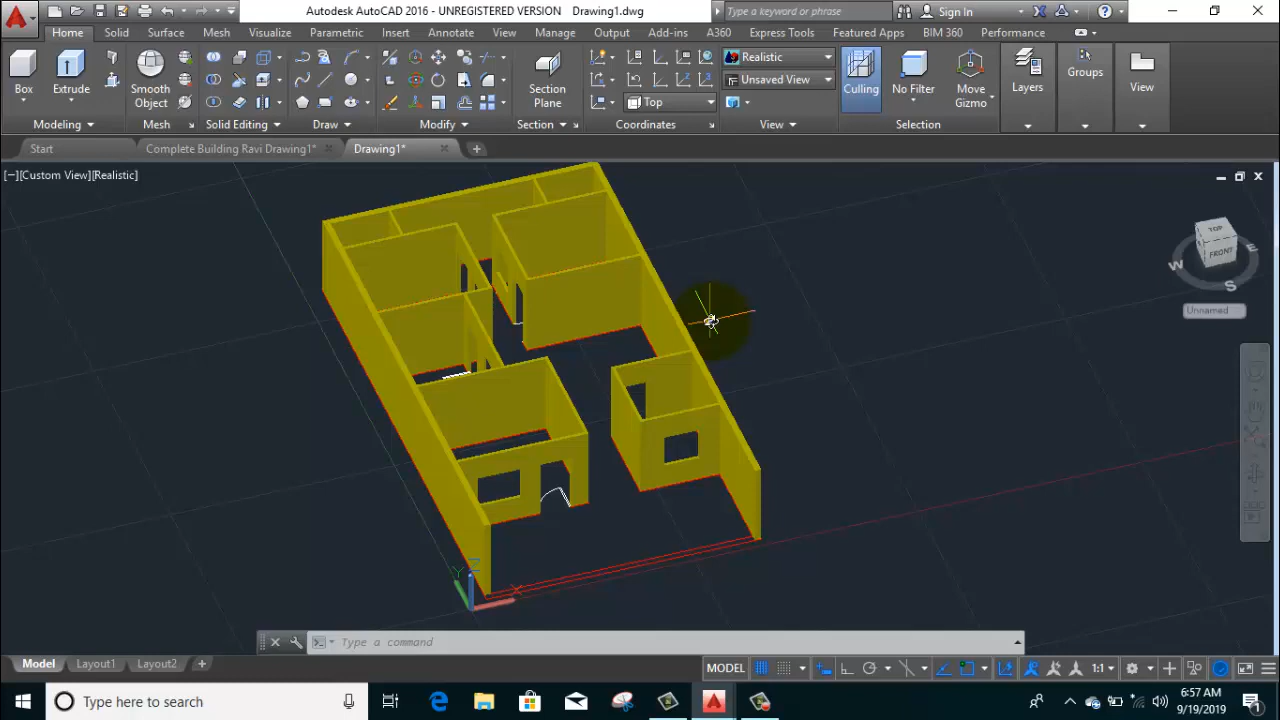 Autodesk AutoCAD 2016 - UNREGISTERED VERSION Drawing1.dwg
Type a keyword or phrase
Sign In
Home Solid Surface Mesh Visualize Parametric Insert Annotate View Manage Output Add-ins A360 Express Tools Featured Apps BIM 360 Performance
Box Extrude Smooth Object Section Plane Realistic Unsaved View Top Culling No Filter Move Gizmo Layers Groups View
Modeling Mesh Solid Editing Draw Modify Section Coordinates View Selection
Start Complete Building Ravi Drawing1* Drawing1*
[−][Custom View][Realistic]
TOP
FRONT
W E
S
Unnamed
Y Z
X
Type a command
Model Layout1 Layout2 MODEL 1:1
Type here to search
6:57 AM
9/19/2019
1